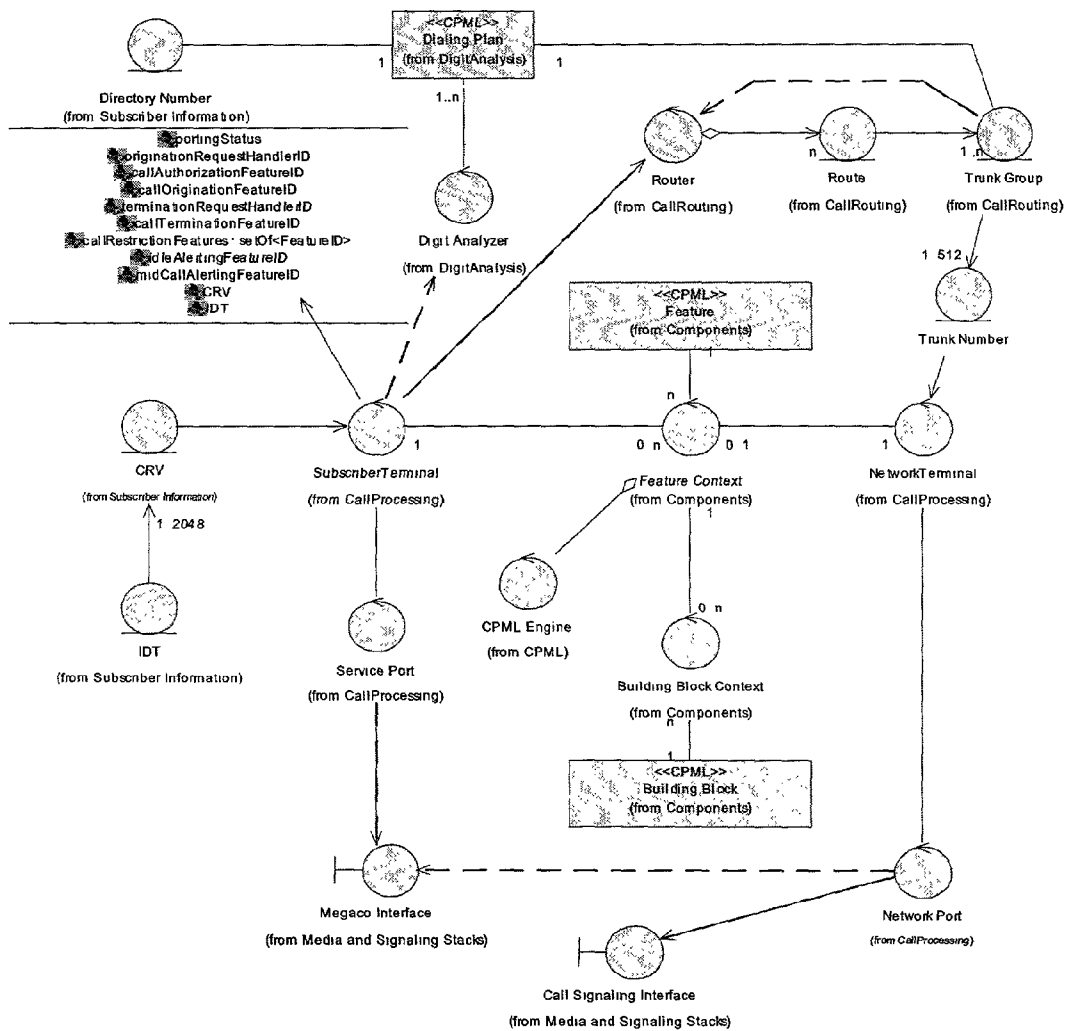 <<CPML>>
Dialing Plan
(from DigitAnalysis)
1
1
1..n
Directory Number
(from Subscriber Information)
portingStatus
originationRequestHandlerID
callAuthorizationFeatureID
callOriginationFeatureID
terminationRequestHandlerID
callTerminationFeatureID
callRestrictionFeatures : setOf<FeatureID>
idleAlertingFeatureID
midCallAlertingFeatureID
CRV
IDT
Digit Analyzer
(from DigitAnalysis)
Router
(from CallRouting)
n
Route
(from CallRouting)
1..n
Trunk Group
(from CallRouting)
1 512
Trunk Number
<<CPML>>
Feature
(from Components)
1
n
CRV
(from Subscriber Information)
1 2048
IDT
(from Subscriber Information)
SubscriberTerminal
(from CallProcessing)
1
0 n
0 1
1
Feature Context
(from Components)
1
NetworkTerminal
(from CallProcessing)
CPML Engine
(from CPML)
0 n
Service Port
(from CallProcessing)
Building Block Context
(from Components)
n
1
<<CPML>>
Building Block
(from Components)
Megaco Interface
(from Media and Signaling Stacks)
Network Port
(from CallProcessing)
Call Signaling Interface
(from Media and Signaling Stacks)